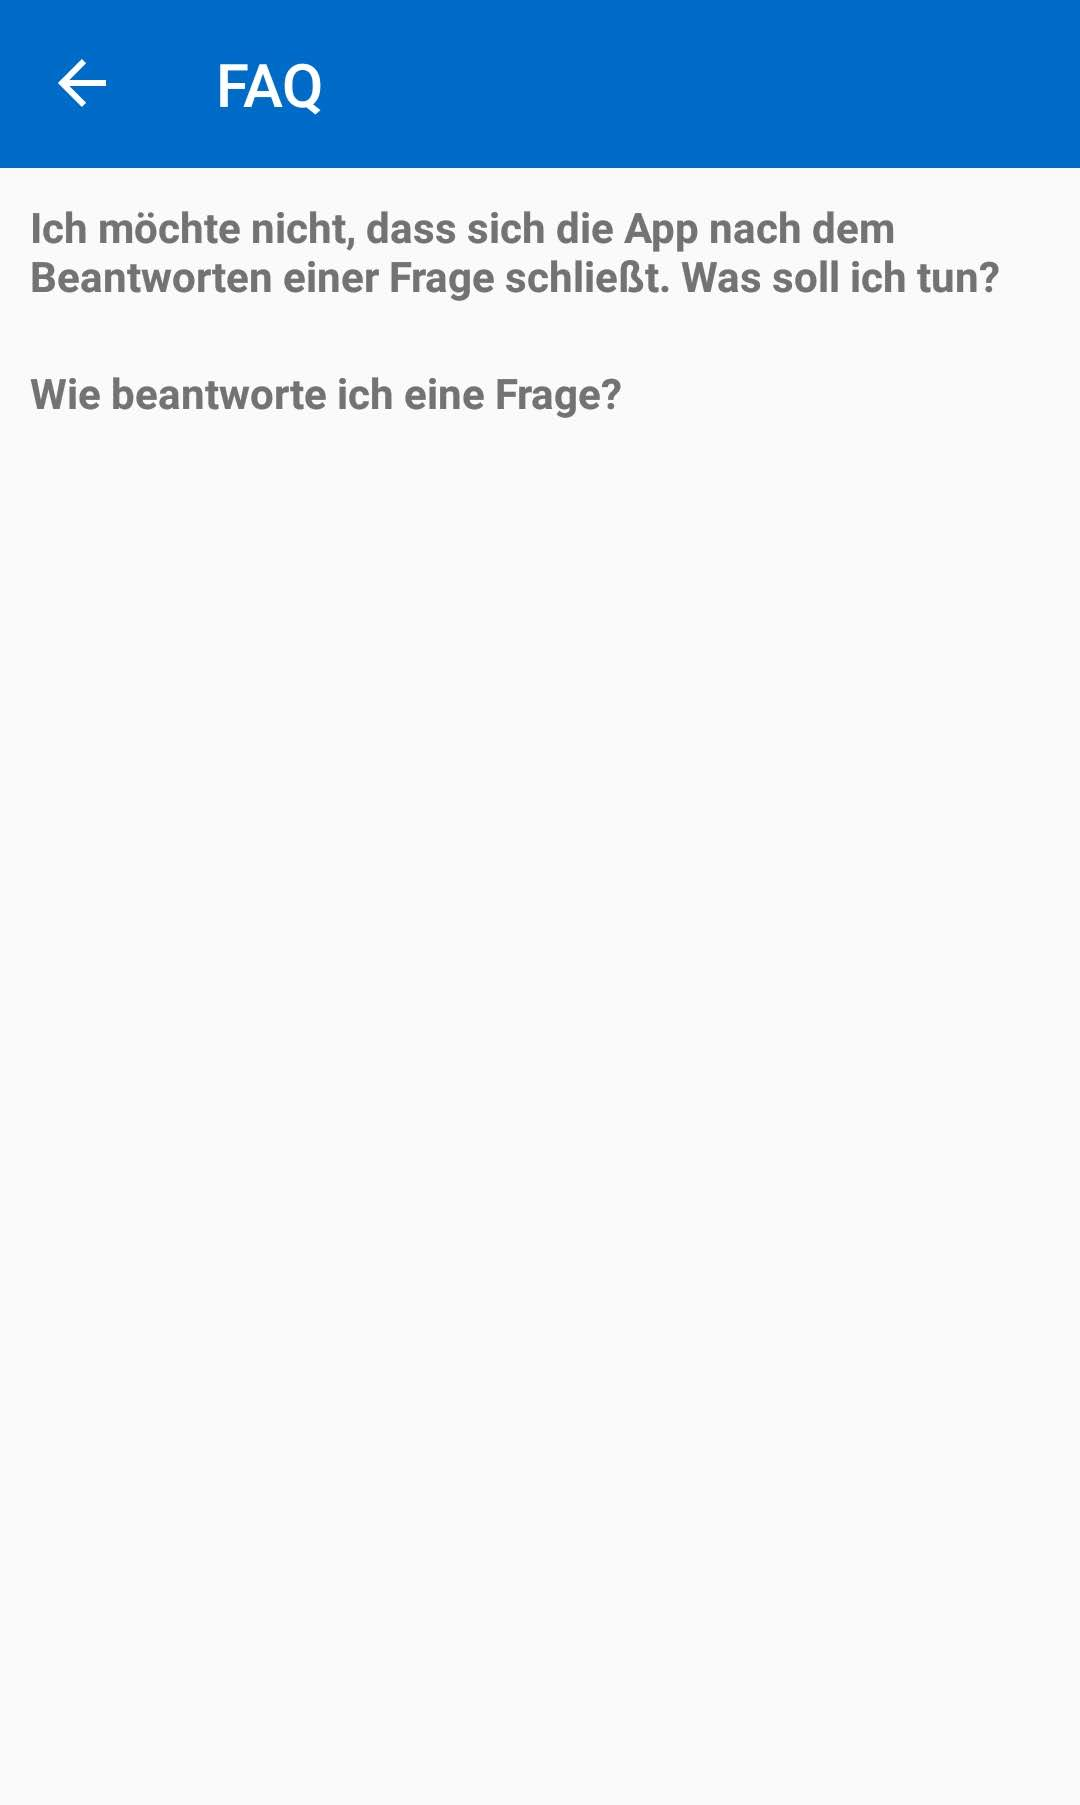 FAQ
Ich möchte nicht, dass sich die App nach dem
Beantworten einer Frage schließt. Was soll ich tun?
Wie beantworte ich eine Frage?